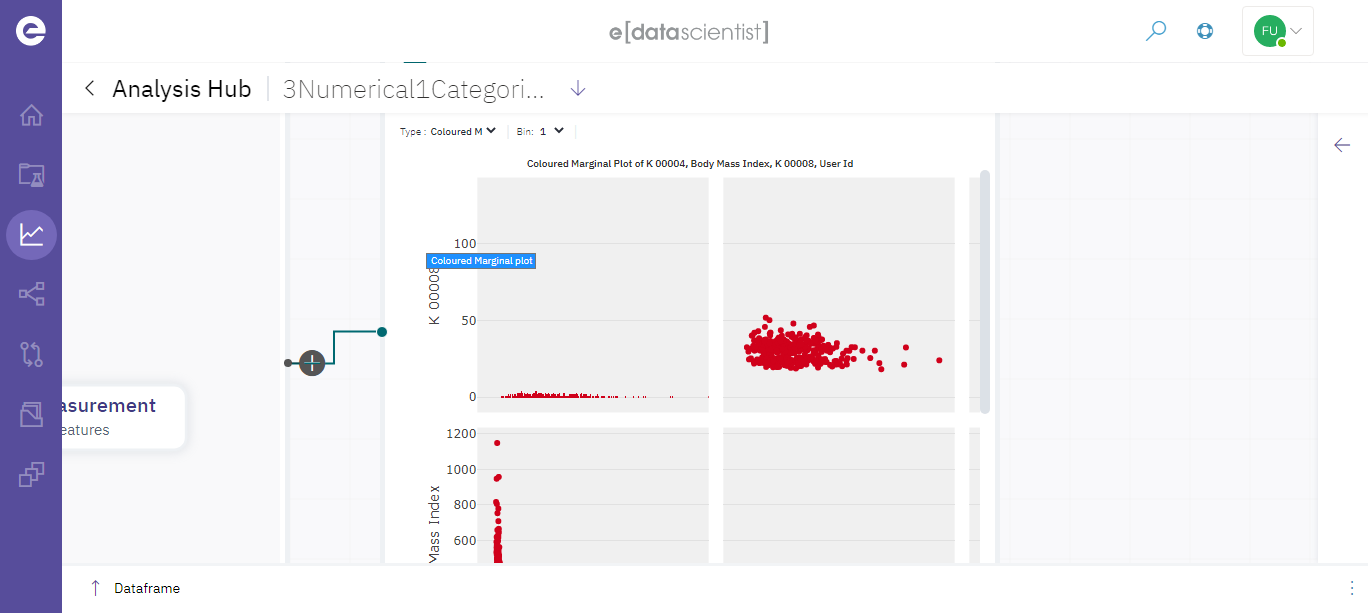 e[datascientist]
FU
Analysis Hub
3Numerical1Categori...
Type : Coloured M
Bin: 1
Coloured Marginal Plot of K 00004, Body Mass Index, K 00008, User Id
100
Coloured Marginal plot
K 00008
50
0
asurement
eatures
1200
1000
800
600
Mass Index
Dataframe